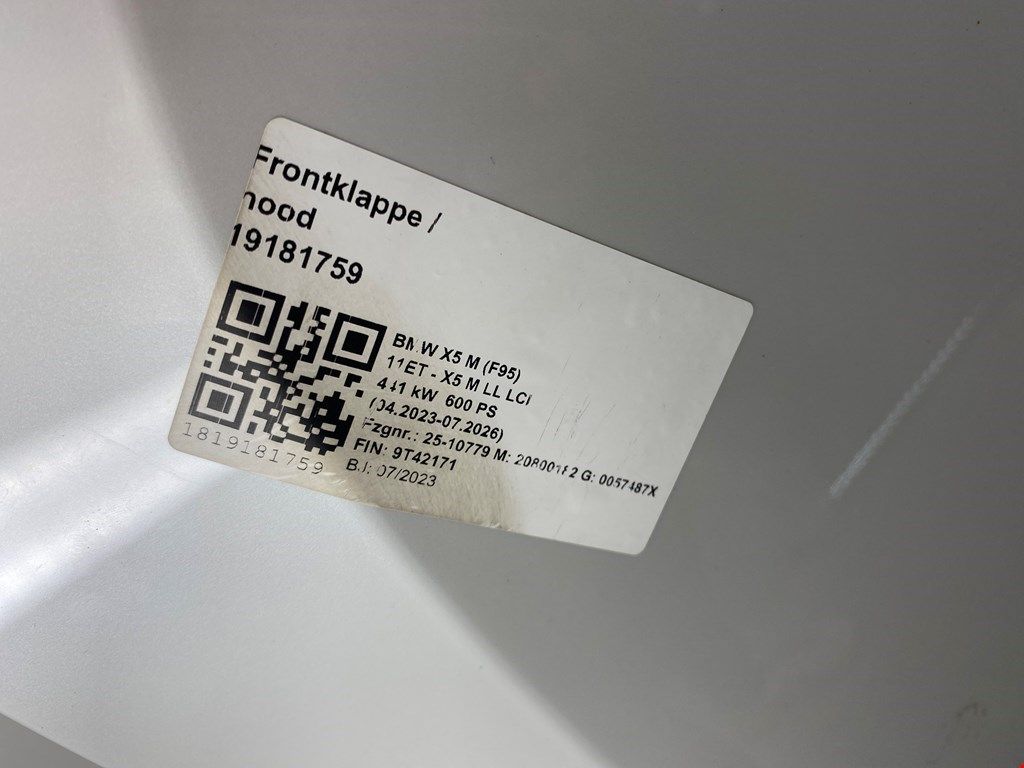 Frontklappe /
hood
19181759
BMW X5 M (F95)
11ET - X5 M LL LCI
441 kW 600 PS
(04.2023-07.2026)
Fzgnr.: 25-10779 M: G: 0057487X
FIN: 9T42171
B.J: 07/2023
1819181759